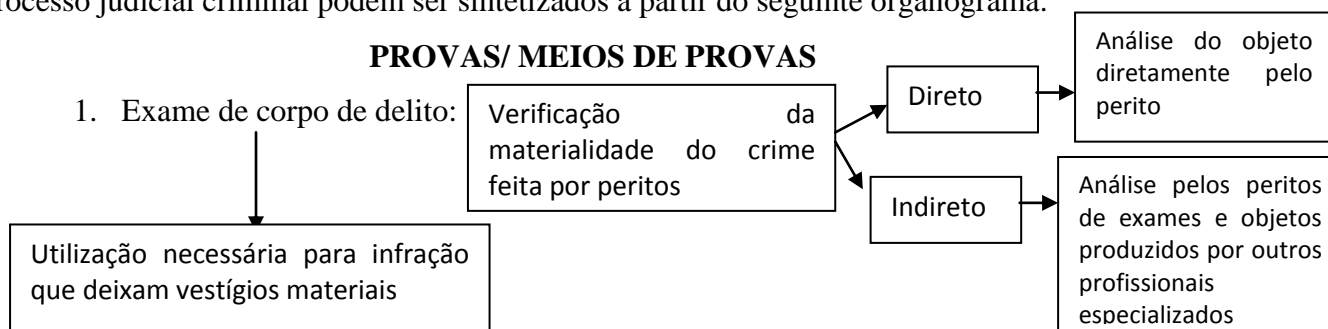 rocesso judicial criminal podem ser sintetizados a partir do seguinte organograma:
PROVAS/ MEIOS DE PROVAS
1. Exame de corpo de delito:
Verificação da
materialidade do crime
feita por peritos
Direto
Análise do objeto
diretamente pelo
perito
Indireto
Análise pelos peritos
de exames e objetos
produzidos por outros
profissionais
especializados
Utilização necessária para infração
que deixam vestígios materiais